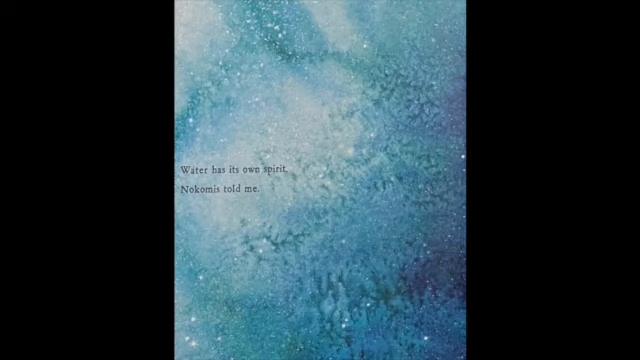 Water has its own spirit,
Nokomis told me.